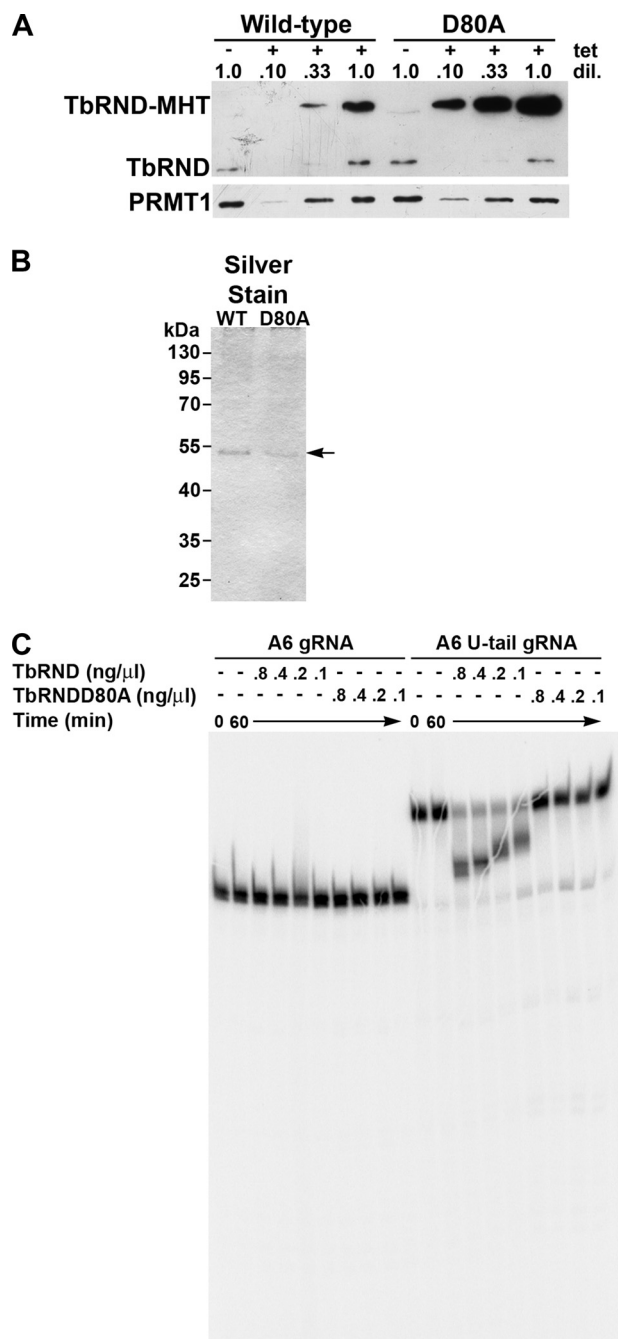 A
Wild-type D80A
- + + + - + + + tet
1.0 .10 .33 1.0 1.0 .10 .33 1.0 dil.
TbRND-MHT
TbRND
PRMT1
B
Silver
Stain
kDa WT D80A
130
95
70
55
40
35
25
C
A6 gRNA A6 U-tail gRNA
TbRND (ng/µl) - - .8 .4 .2 .1 - - - - - - .8 .4 .2 .1 - - - -
TbRNDD80A (ng/µl) - - - - - - .8 .4 .2 .1 - - - - - - .8 .4 .2 .1
Time (min) 0 60 0 60